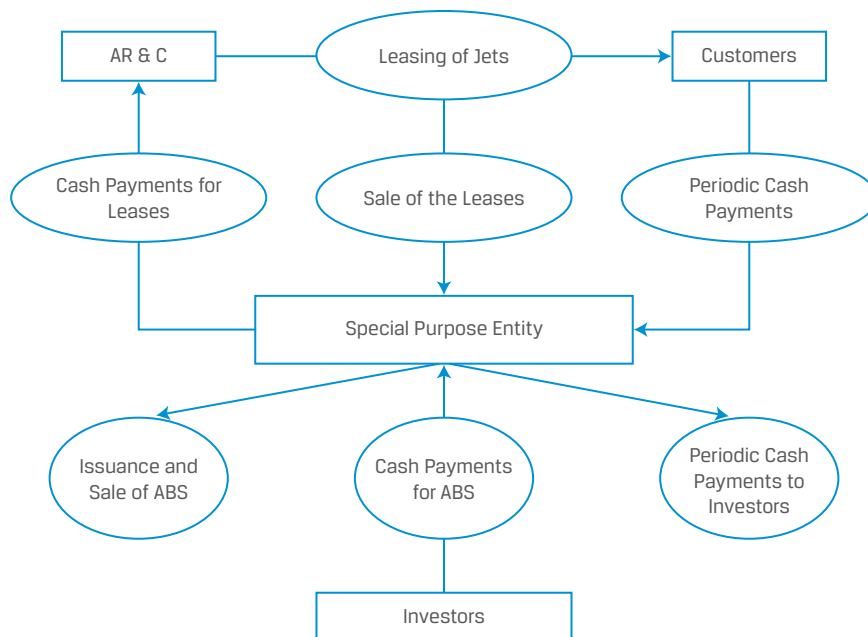 AR & C
Leasing of Jets
Customers
Cash Payments for
Leases
Sale of the Leases
Periodic Cash
Payments
Special Purpose Entity
Issuance and
Sale of ABS
Cash Payments
for ABS
Periodic Cash
Payments to
Investors
Investors